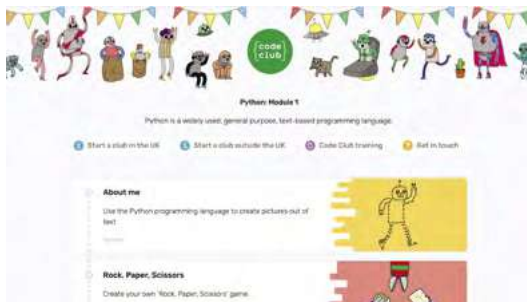 code
club
Python: Module 1
Python is a widely used, general purpose, text-based programming language.
Start a club in the UK
Start a club outside the UK
Code Club training
Get in touch
About me
Use the Python programming language to create pictures out of
text
Rock, Paper, Scissors
Create your own 'Rock, Paper, Scissors' game.